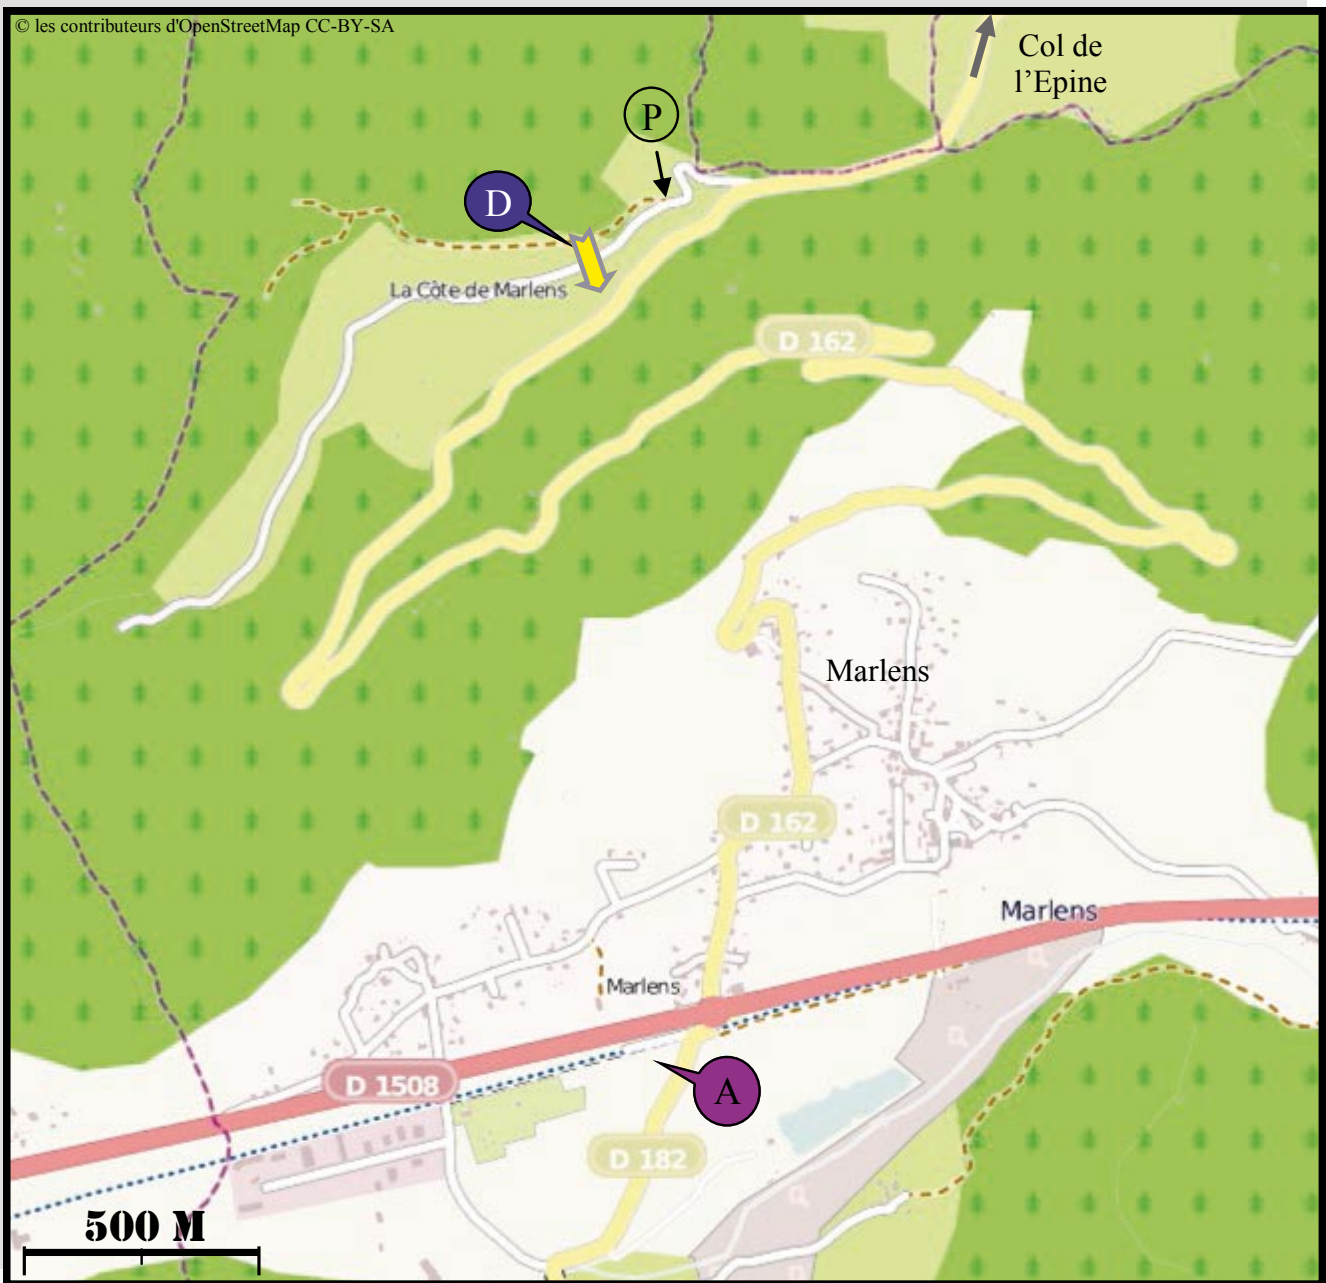 © les contributeurs d'OpenStreetMap CC-BY-SA
Col de
l'Epine
P
D
La Côte de Marlens
D 162
Marlens
D 162
Marlens
Marlens
D 1508
A
D 182
500 M